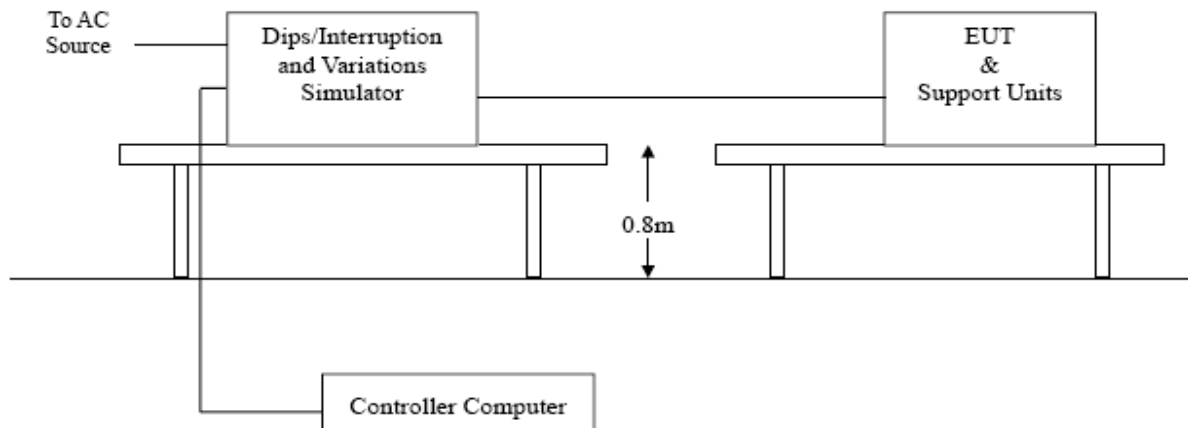 To AC
Source
Dips/Interruption
and Variations
Simulator
EUT
&
Support Units
0.8m
Controller Computer